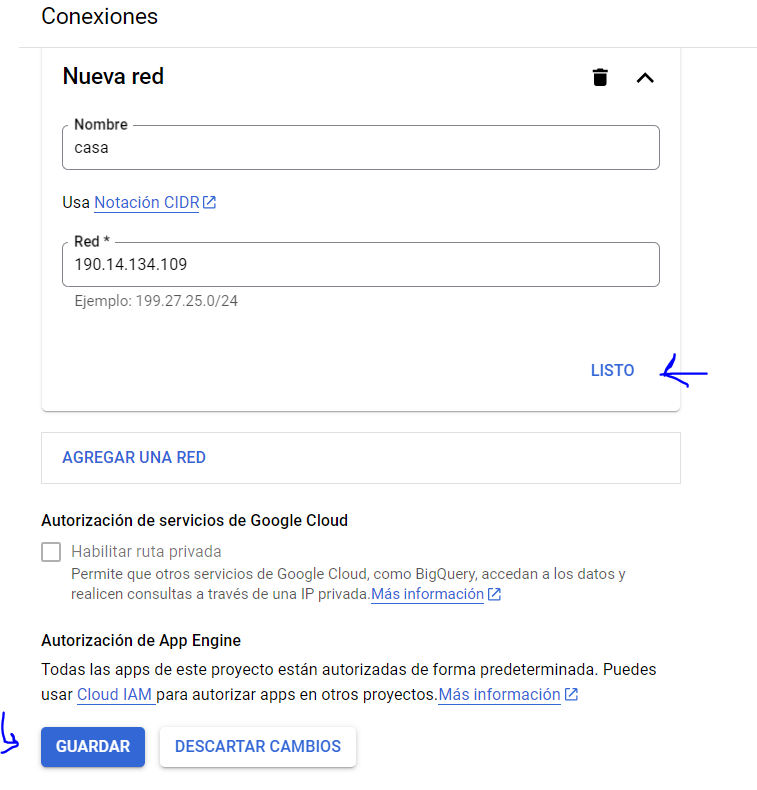 Conexiones
Nueva red
Nombre
casa
Usa Notación CIDR
Red *
190.14.134.109
Ejemplo: 199.27.25.0/24
LISTO
AGREGAR UNA RED
Autorización de servicios de Google Cloud
Habilitar ruta privada
Permite que otros servicios de Google Cloud, como BigQuery, accedan a los datos y
realicen consultas a través de una IP privada.Más información
Autorización de App Engine
Todas las apps de este proyecto están autorizadas de forma predeterminada. Puedes
usar Cloud IAM para autorizar apps en otros proyectos.Más información
GUARDAR DESCARTAR CAMBIOS